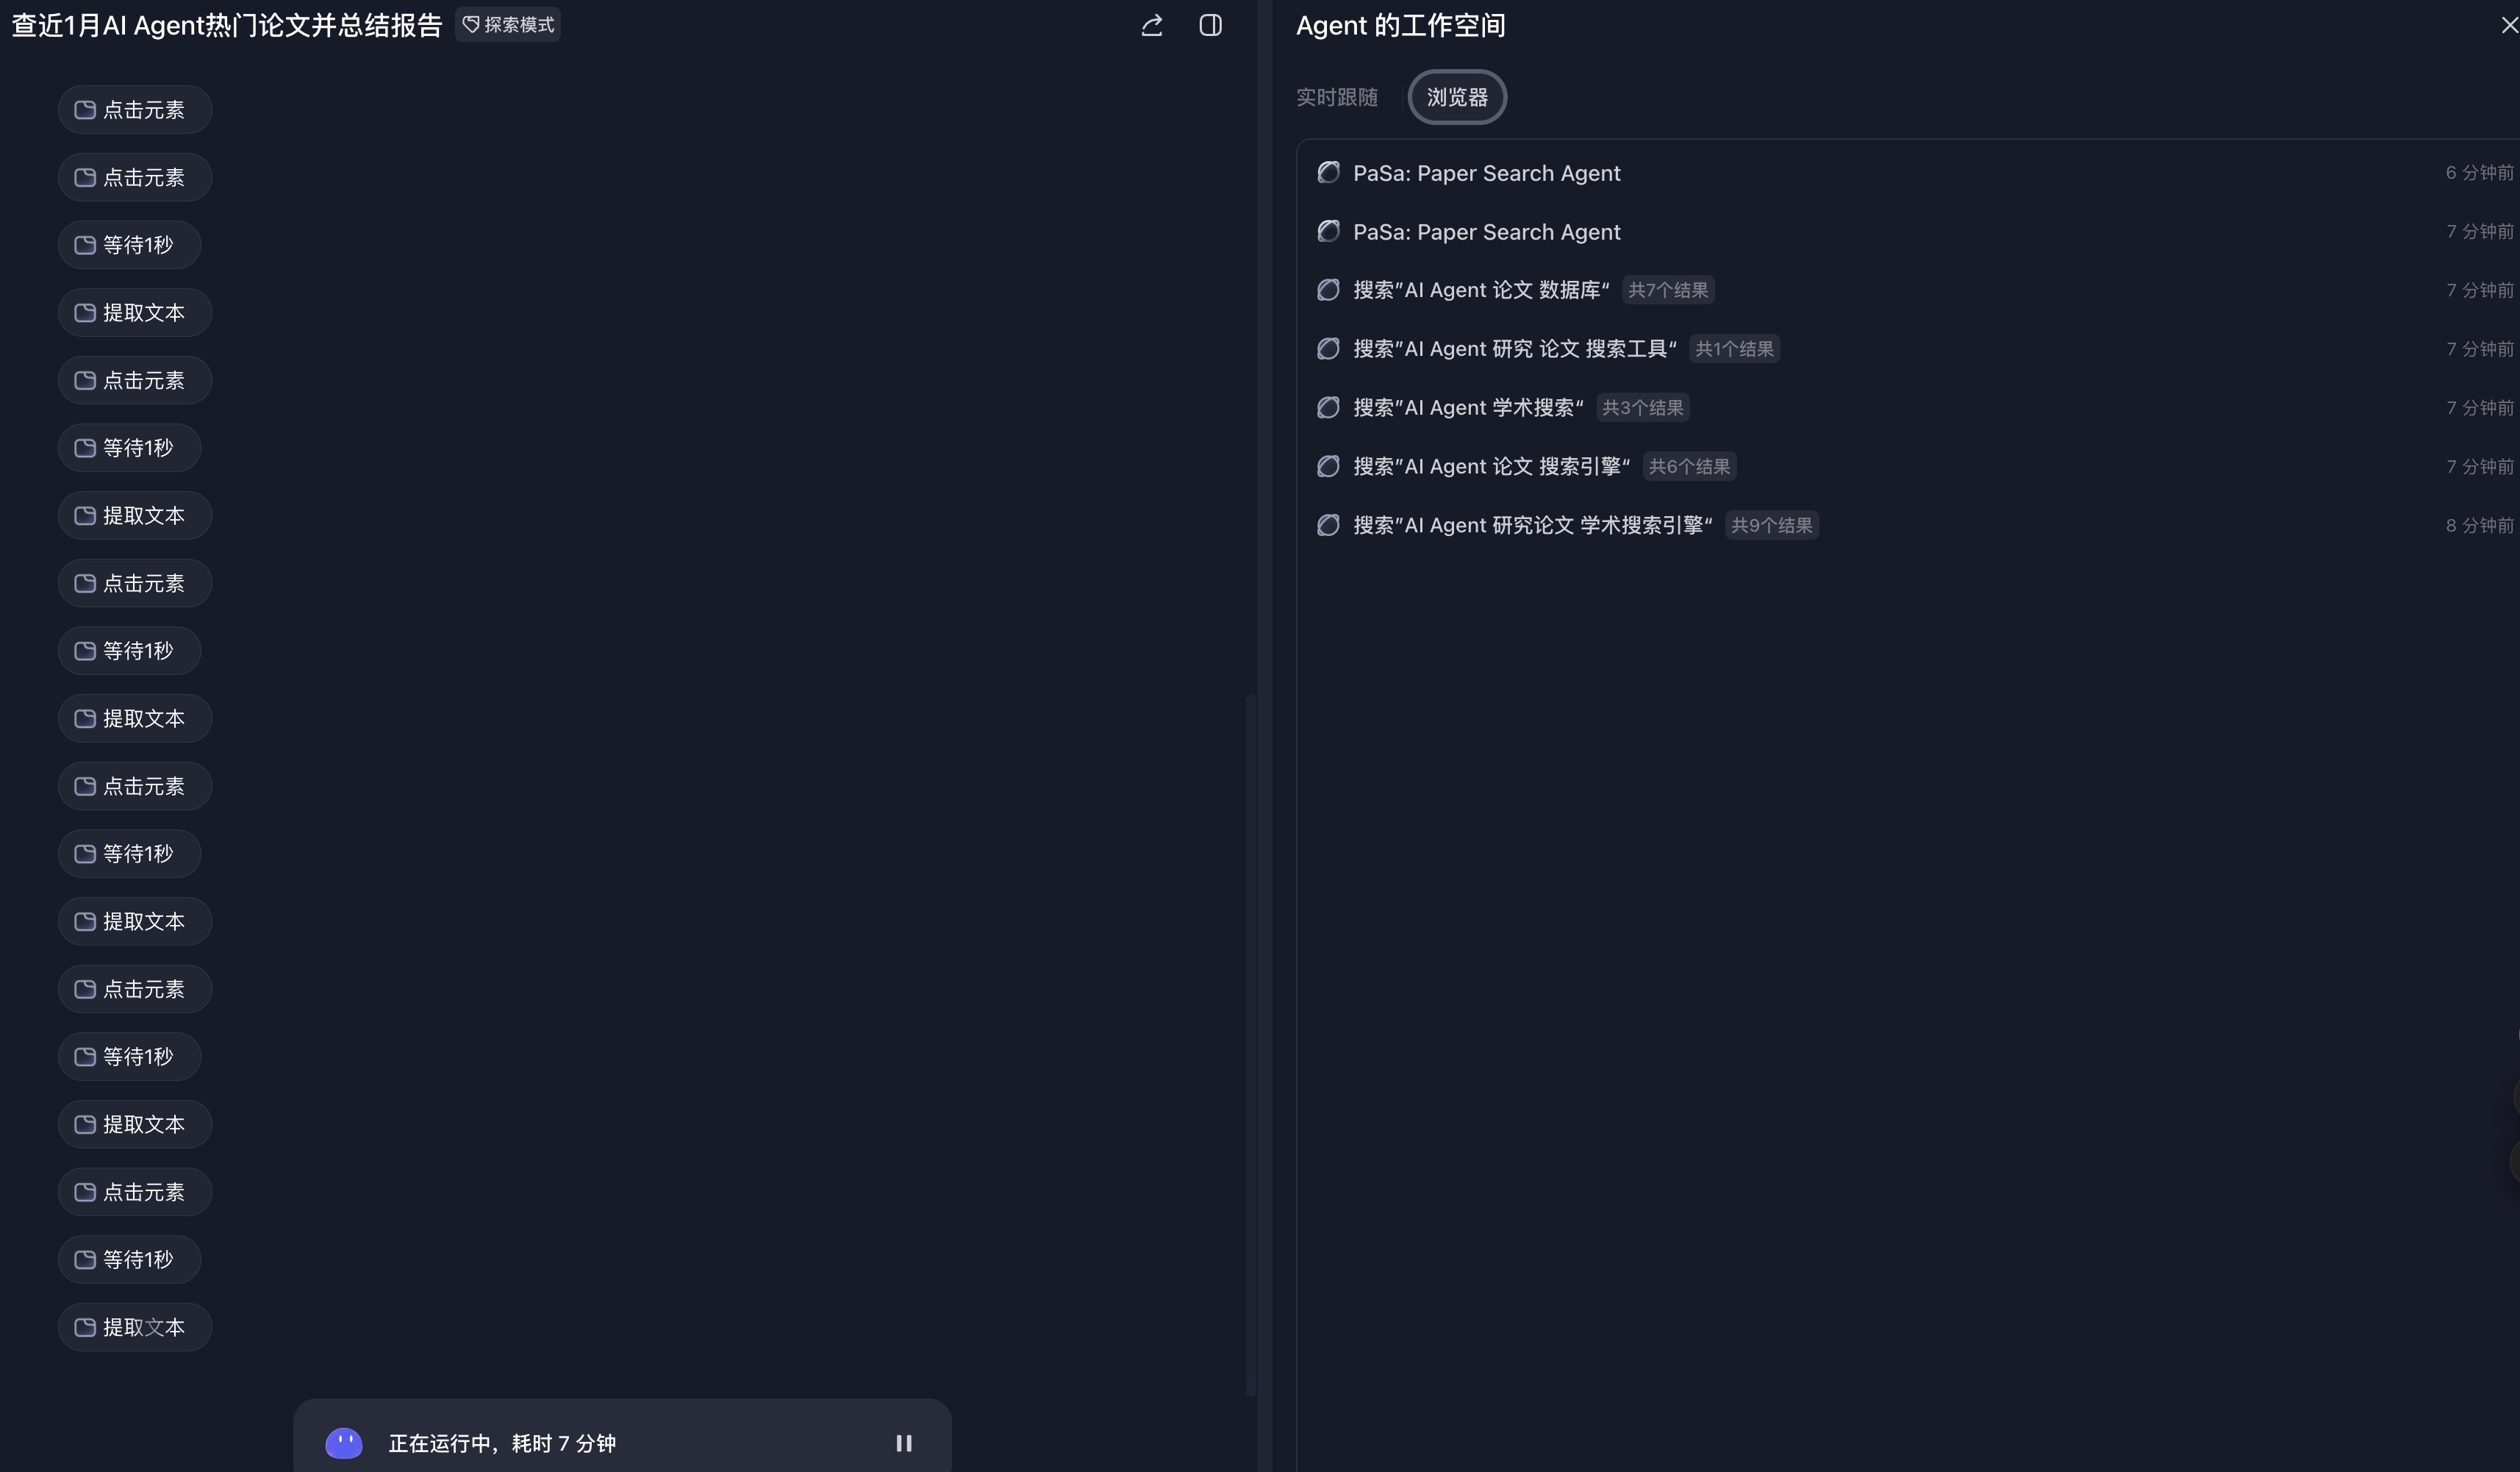 查近1月AI Agent热门论文并总结报告 探索模式
点击元素
点击元素
等待1秒
提取文本
点击元素
等待1秒
提取文本
点击元素
等待1秒
提取文本
点击元素
等待1秒
提取文本
点击元素
等待1秒
提取文本
点击元素
等待1秒
提取文本
正在运行中，耗时 7 分钟
Agent 的工作空间
实时跟随 浏览器
PaSa: Paper Search Agent 6 分钟前
PaSa: Paper Search Agent 7 分钟前
搜索”AI Agent 论文 数据库“ 共7个结果 7 分钟前
搜索”AI Agent 研究 论文 搜索工具“ 共1个结果 7 分钟前
搜索”AI Agent 学术搜索“ 共3个结果 7 分钟前
搜索”AI Agent 论文 搜索引擎“ 共6个结果 7 分钟前
搜索”AI Agent 研究论文 学术搜索引擎“ 共9个结果 8 分钟前